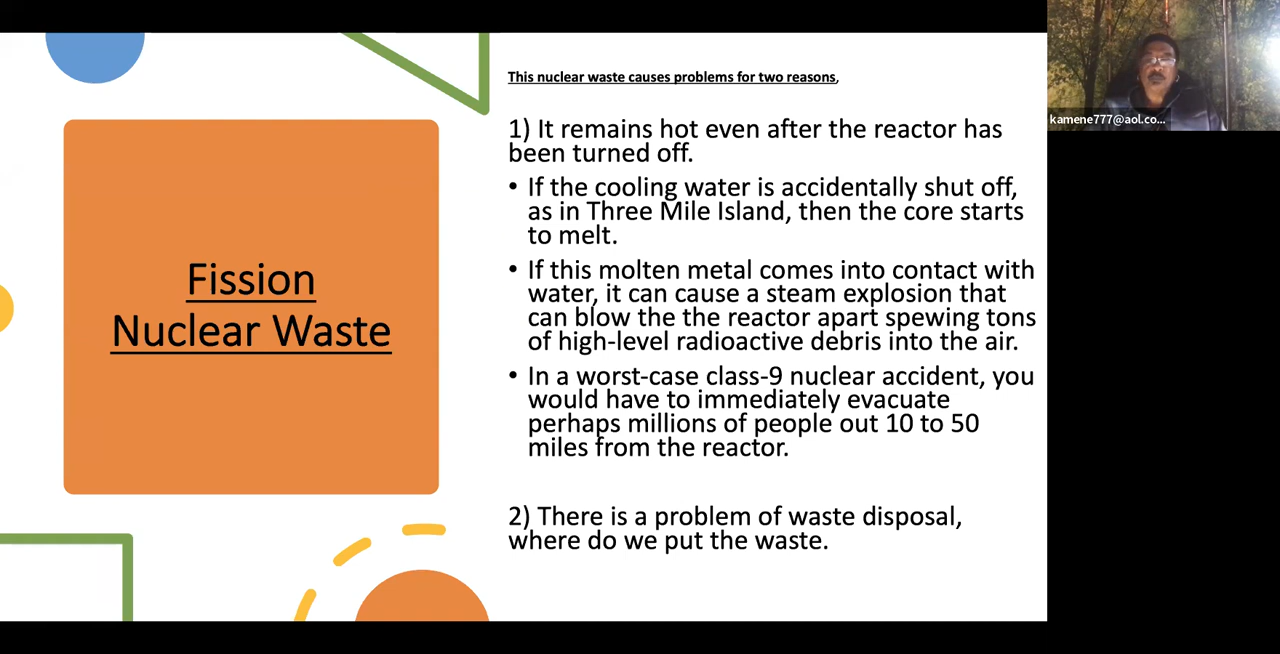 This nuclear waste causes problems for two reasons,
1) It remains hot even after the reactor has
been turned off.
• If the cooling water is accidentally shut off,
as in Three Mile Island, then the core starts
to melt.
• If this molten metal comes into contact with
water, it can cause a steam explosion that
can blow the the reactor apart spewing tons
of high-level radioactive debris into the air.
• In a worst-case class-9 nuclear accident, you
would have to immediately evacuate
perhaps millions of people out 10 to 50
miles from the reactor.
2) There is a problem of waste disposal,
where do we put the waste.
Fission
Nuclear Waste
kamene777@aol.co...